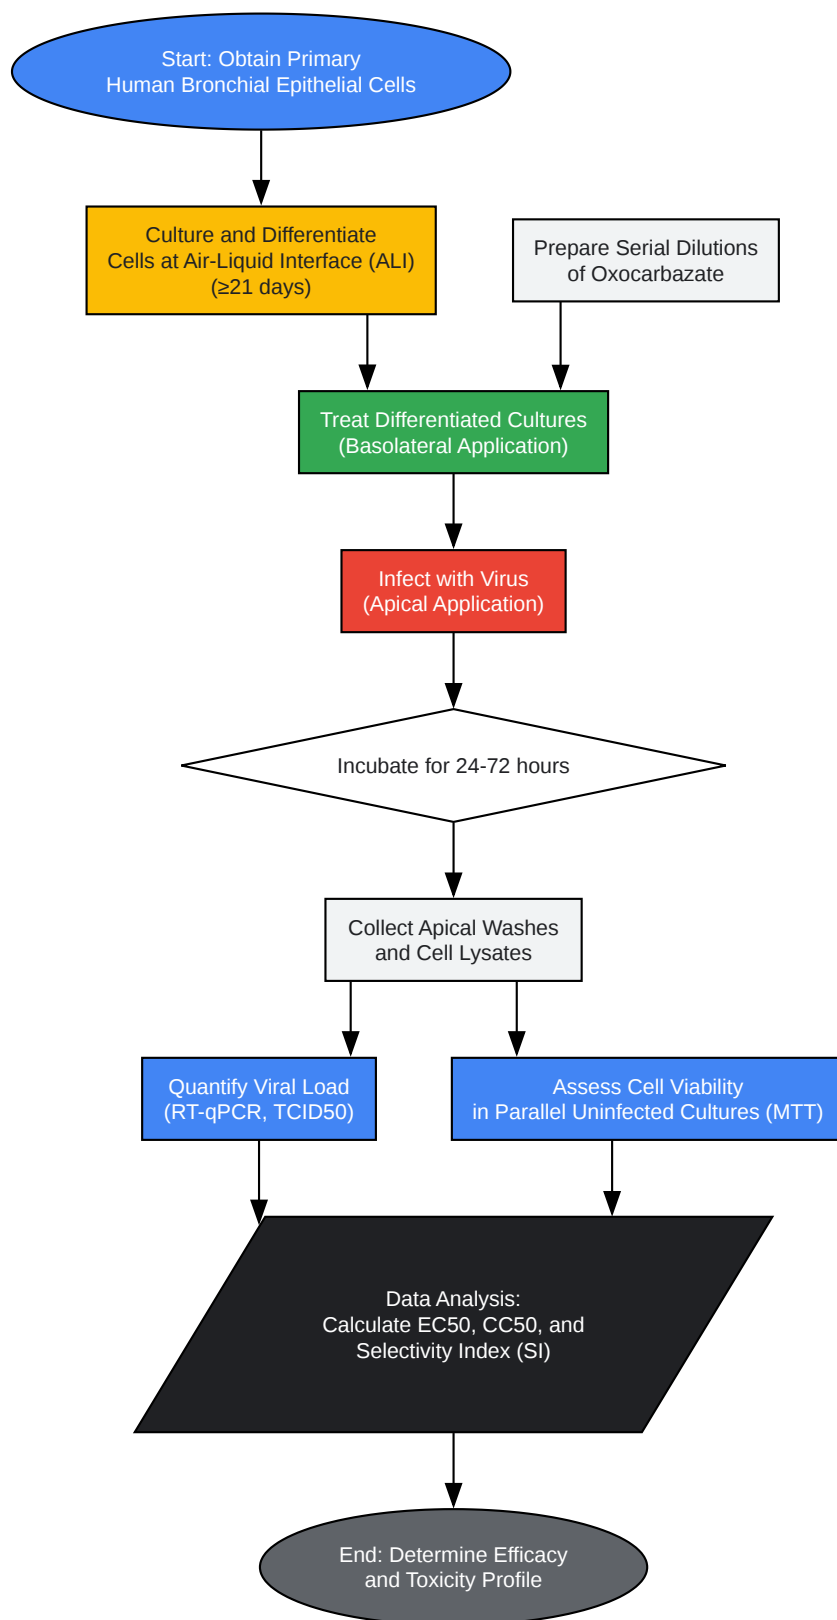 Start: Obtain Primary
Human Bronchial Epithelial Cells
Culture and Differentiate
Cells at Air-Liquid Interface (ALI)
(≥21 days)
Prepare Serial Dilutions
of Oxocarbazate
Treat Differentiated Cultures
(Basolateral Application)
Infect with Virus
(Apical Application)
Incubate for 24-72 hours
Collect Apical Washes
and Cell Lysates
Quantify Viral Load
(RT-qPCR, TCID50)
Assess Cell Viability
in Parallel Uninfected Cultures (MTT)
Data Analysis:
Calculate EC50, CC50, and
Selectivity Index (SI)
End: Determine Efficacy
and Toxicity Profile